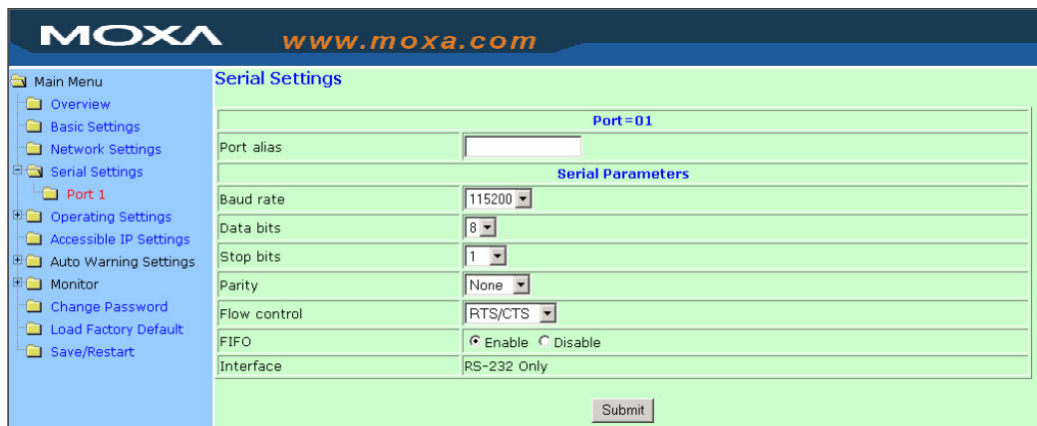 MOXA www.moxa.com
Main Menu
Overview
Basic Settings
Network Settings
Serial Settings
Port 1
Operating Settings
Accessible IP Settings
Auto Warning Settings
Monitor
Change Password
Load Factory Default
Save/Restart
Serial Settings
Port=01
Port alias
Serial Parameters
Baud rate 115200
Data bits 8
Stop bits 1
Parity None
Flow control RTS/CTS
FIFO Enable Disable
Interface RS-232 Only
Submit